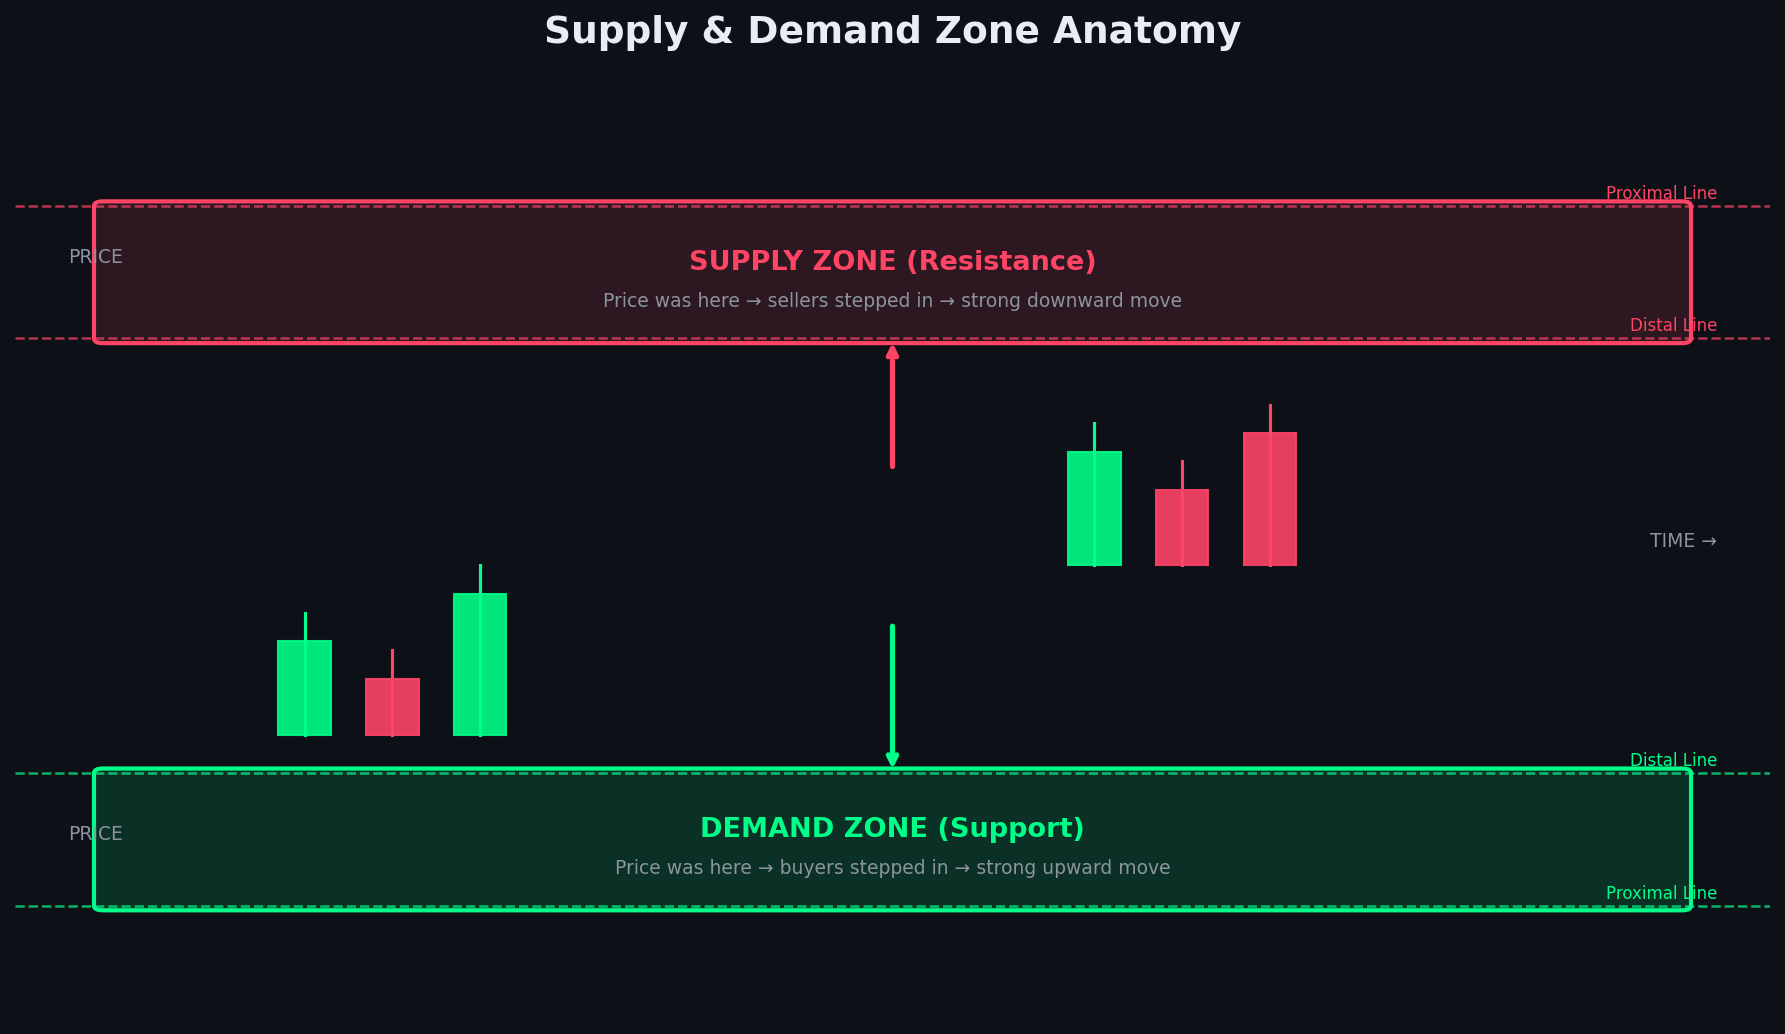 Supply & Demand Zone Anatomy
Proximal Line
PRICE
SUPPLY ZONE (Resistance)
Price was here → sellers stepped in → strong downward move
Distal Line
TIME →
Distal Line
PRICE
DEMAND ZONE (Support)
Price was here → buyers stepped in → strong upward move
Proximal Line